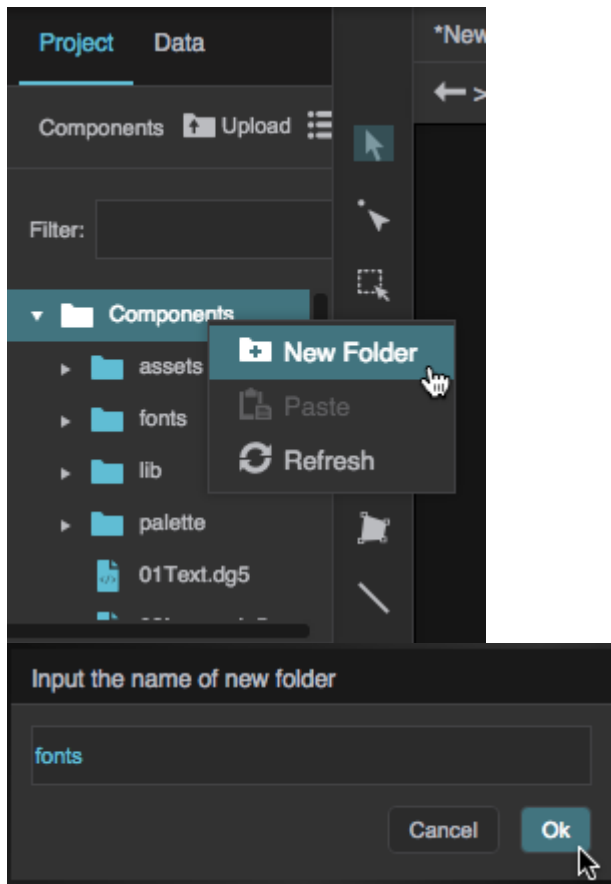 Project Data
*New
Components Upload
Filter:
Components
New Folder
assets
Paste
fonts
Refresh
lib
palette
01Text.dg5
Input the name of new folder
fonts
Cancel Ok